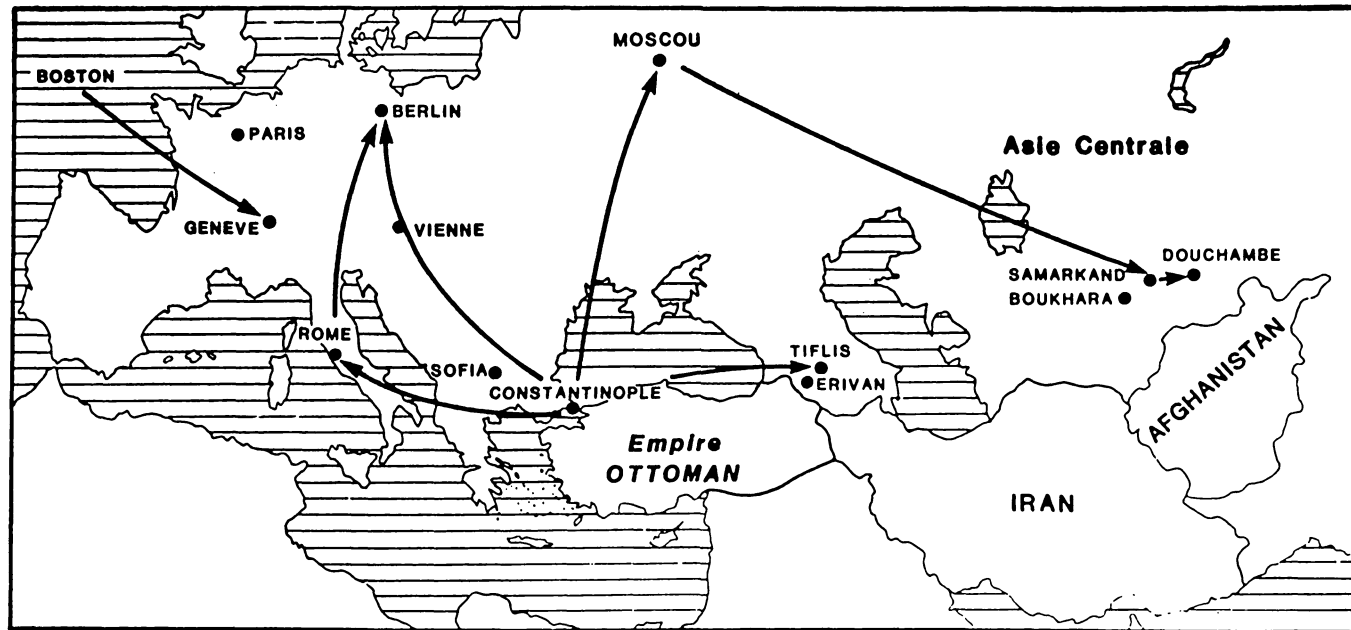 MOSCOU
BOSTON
BERLIN
PARIS
Asie Centrale
GENEVE
VIENNE
DOUCHAMBE
SAMARKAND
BOUKHARA
ROME
TIFLIS
SOFIA
ERIVAN
CONSTANTINOPLE
AFGHANISTAN
Empire
OTTOMAN
IRAN